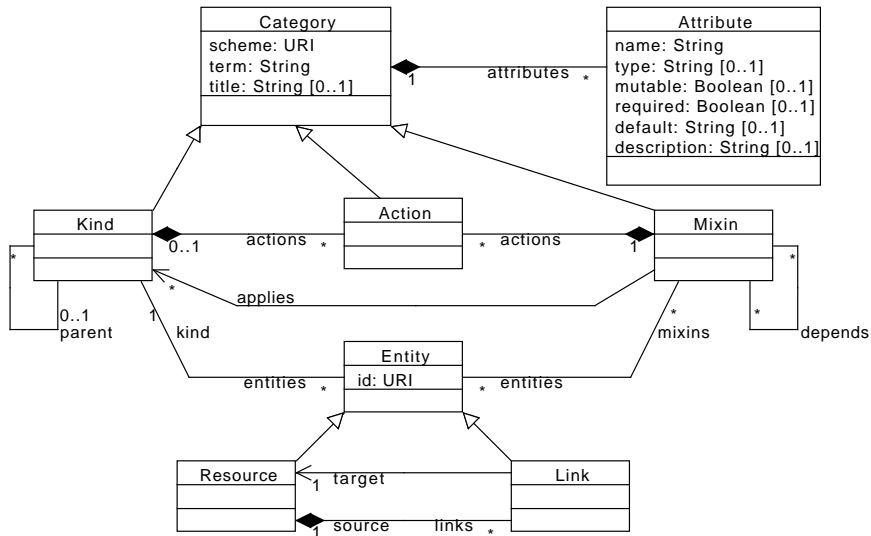 Category
scheme: URI
term: String
title: String [0..1]
Attribute
name: String
type: String [0..1]
mutable: Boolean [0..1]
required: Boolean [0..1]
default: String [0..1]
description: String [0..1]
1
attributes
*
Kind
Action
Mixin
0..1
actions
*
*
actions
1
*
0..1
parent
*
applies
*
*
depends
1
kind
entities
*
*
mixins
*
entities
Entity
id: URI
Resource
Link
1
target
1
source
links
*